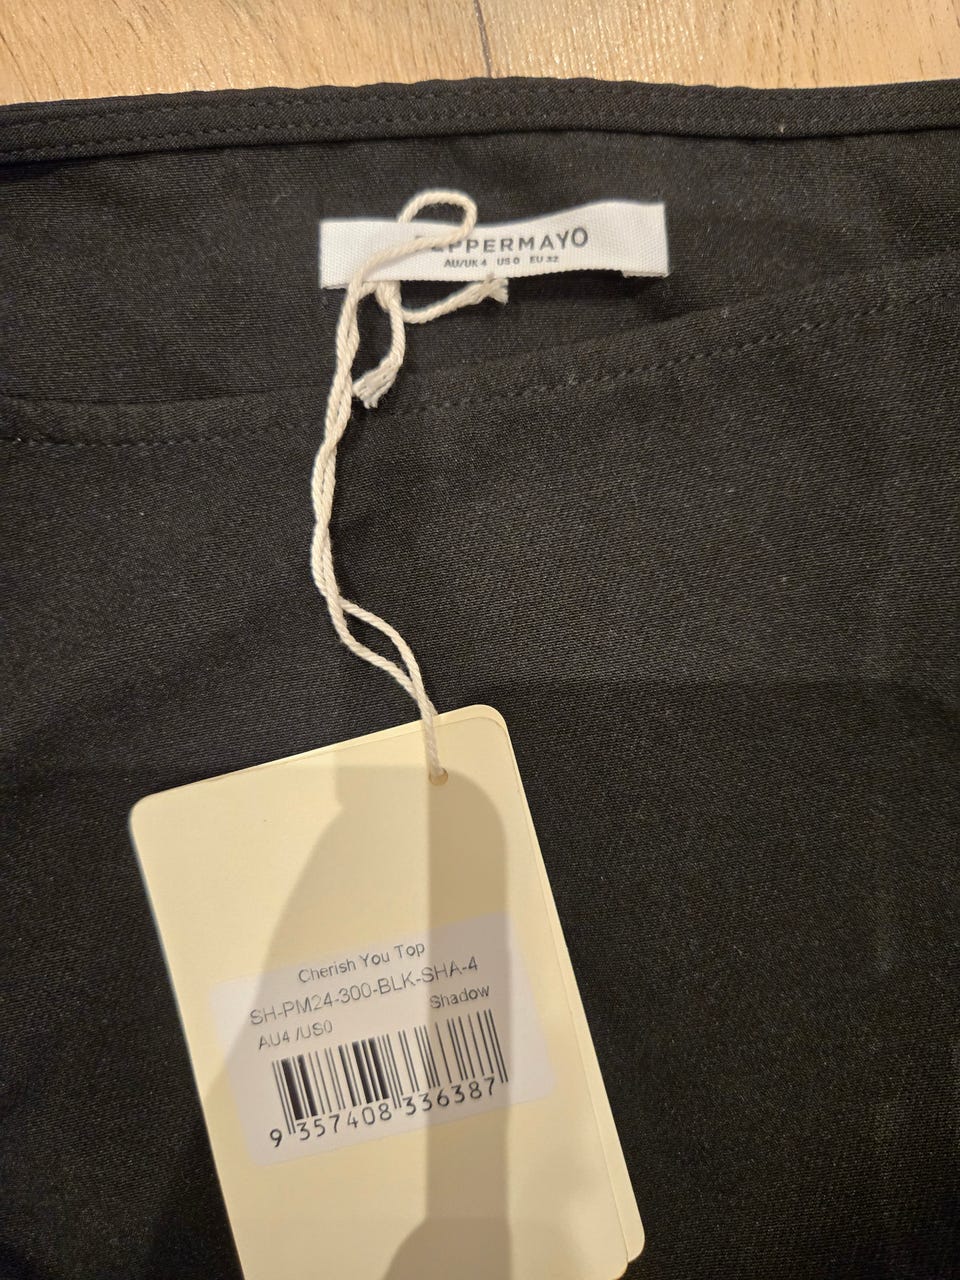 PEPPERMAYO
AU/UK 4 US 0 EU 32
Cherish You Top
SH-PM24-300-BLK-SHA-4
AU4 /US0 Shadow
9 357408 336387